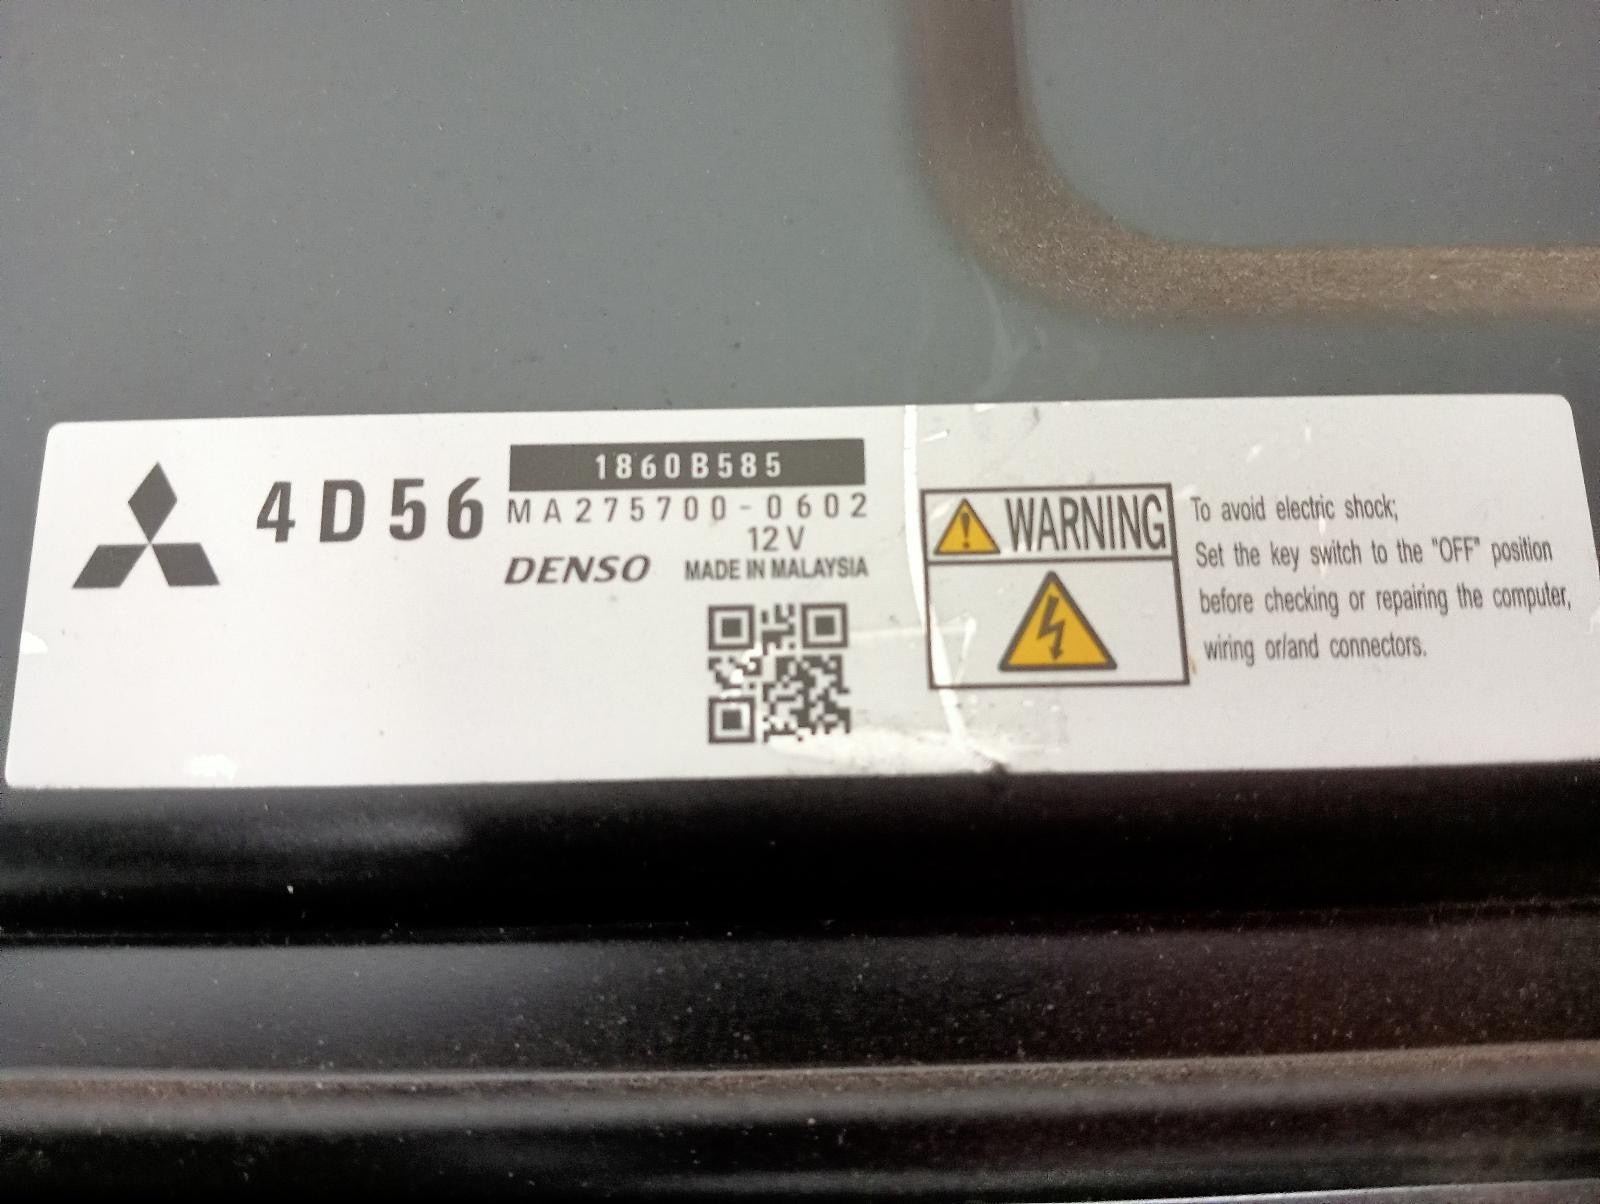 4D56
1860B585
MA275700-0602
12V
DENSO MADE IN MALAYSIA
WARNING
To avoid electric shock;
Set the key switch to the "OFF" position
before checking or repairing the computer,
wiring or/and connectors.